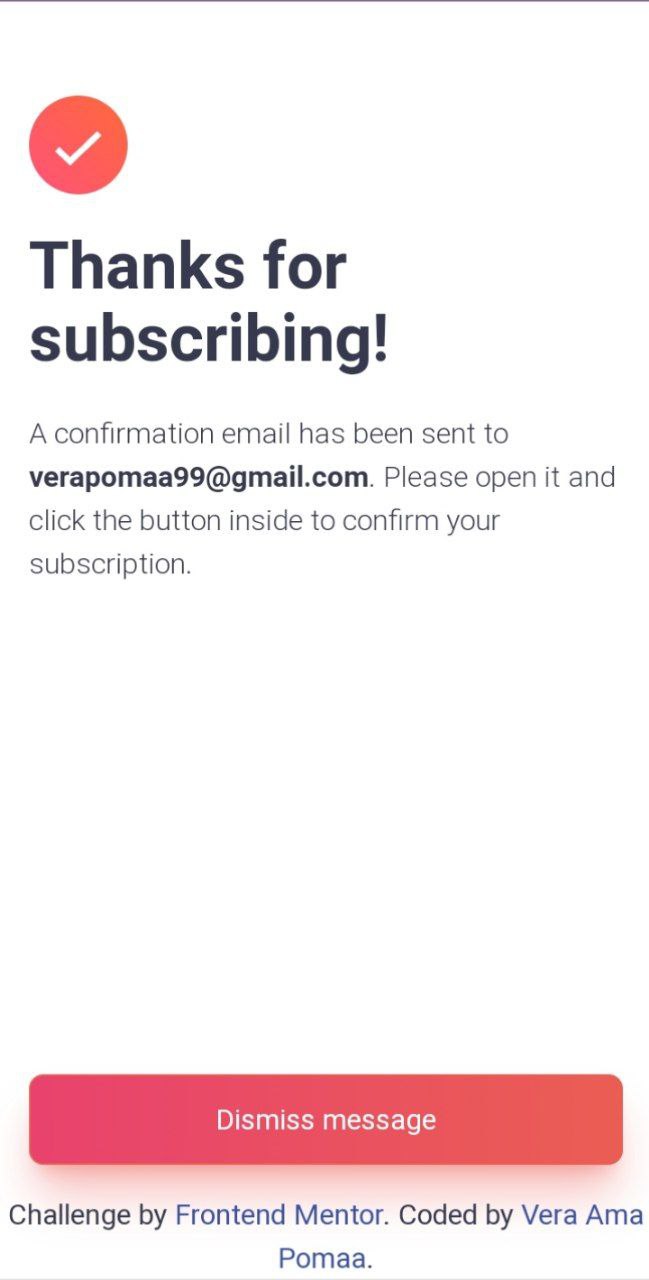 Thanks for
subscribing!
A confirmation email has been sent to
verapomaa99@gmail.com. Please open it and
click the button inside to confirm your
subscription.
Dismiss message
Challenge by Frontend Mentor. Coded by Vera Ama
Pomaa.